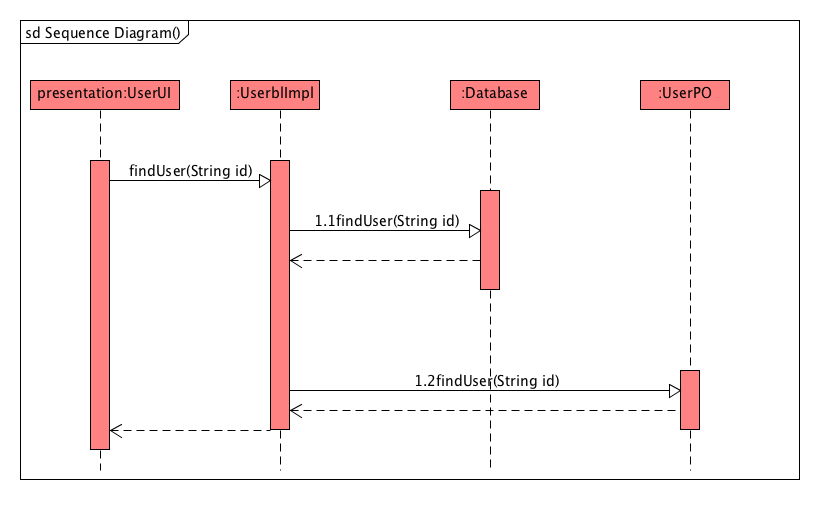 sd Sequence Diagram()
presentation:UserUI
:UserblImpl
:Database
:UserPO
findUser(String id)
1.1findUser(String id)
1.2findUser(String id)